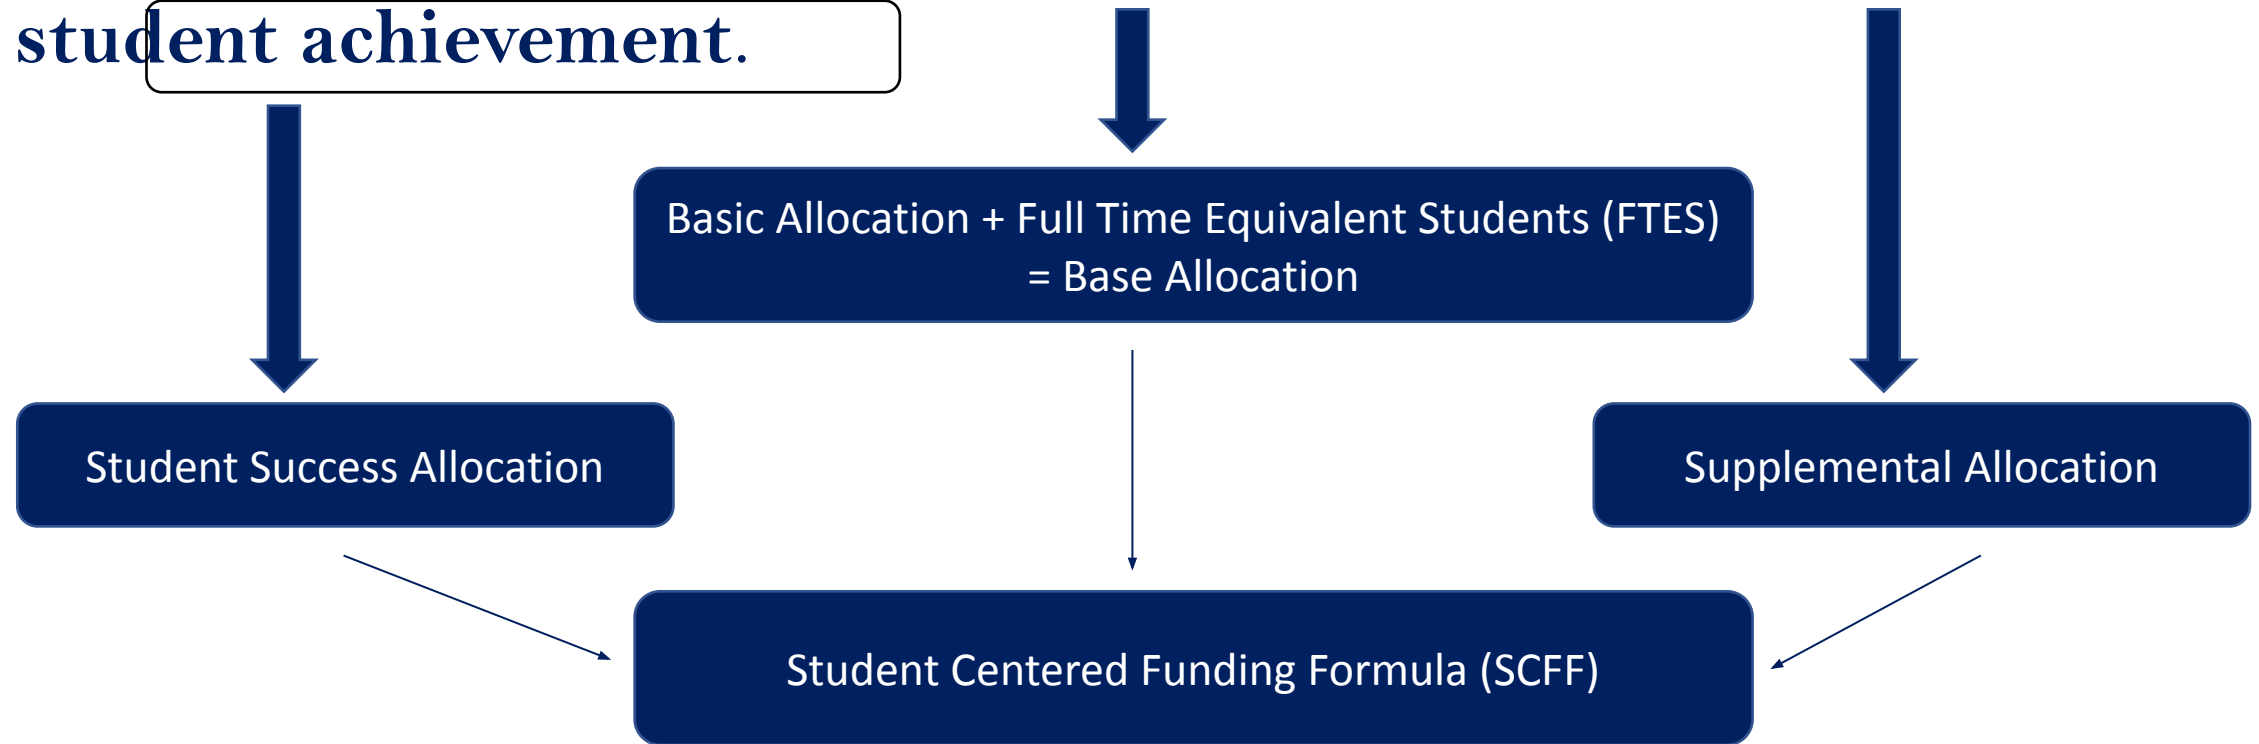 student achievement.
Basic Allocation + Full Time Equivalent Students (FTES)
= Base Allocation
Student Success Allocation
Supplemental Allocation
Student Centered Funding Formula (SCFF)